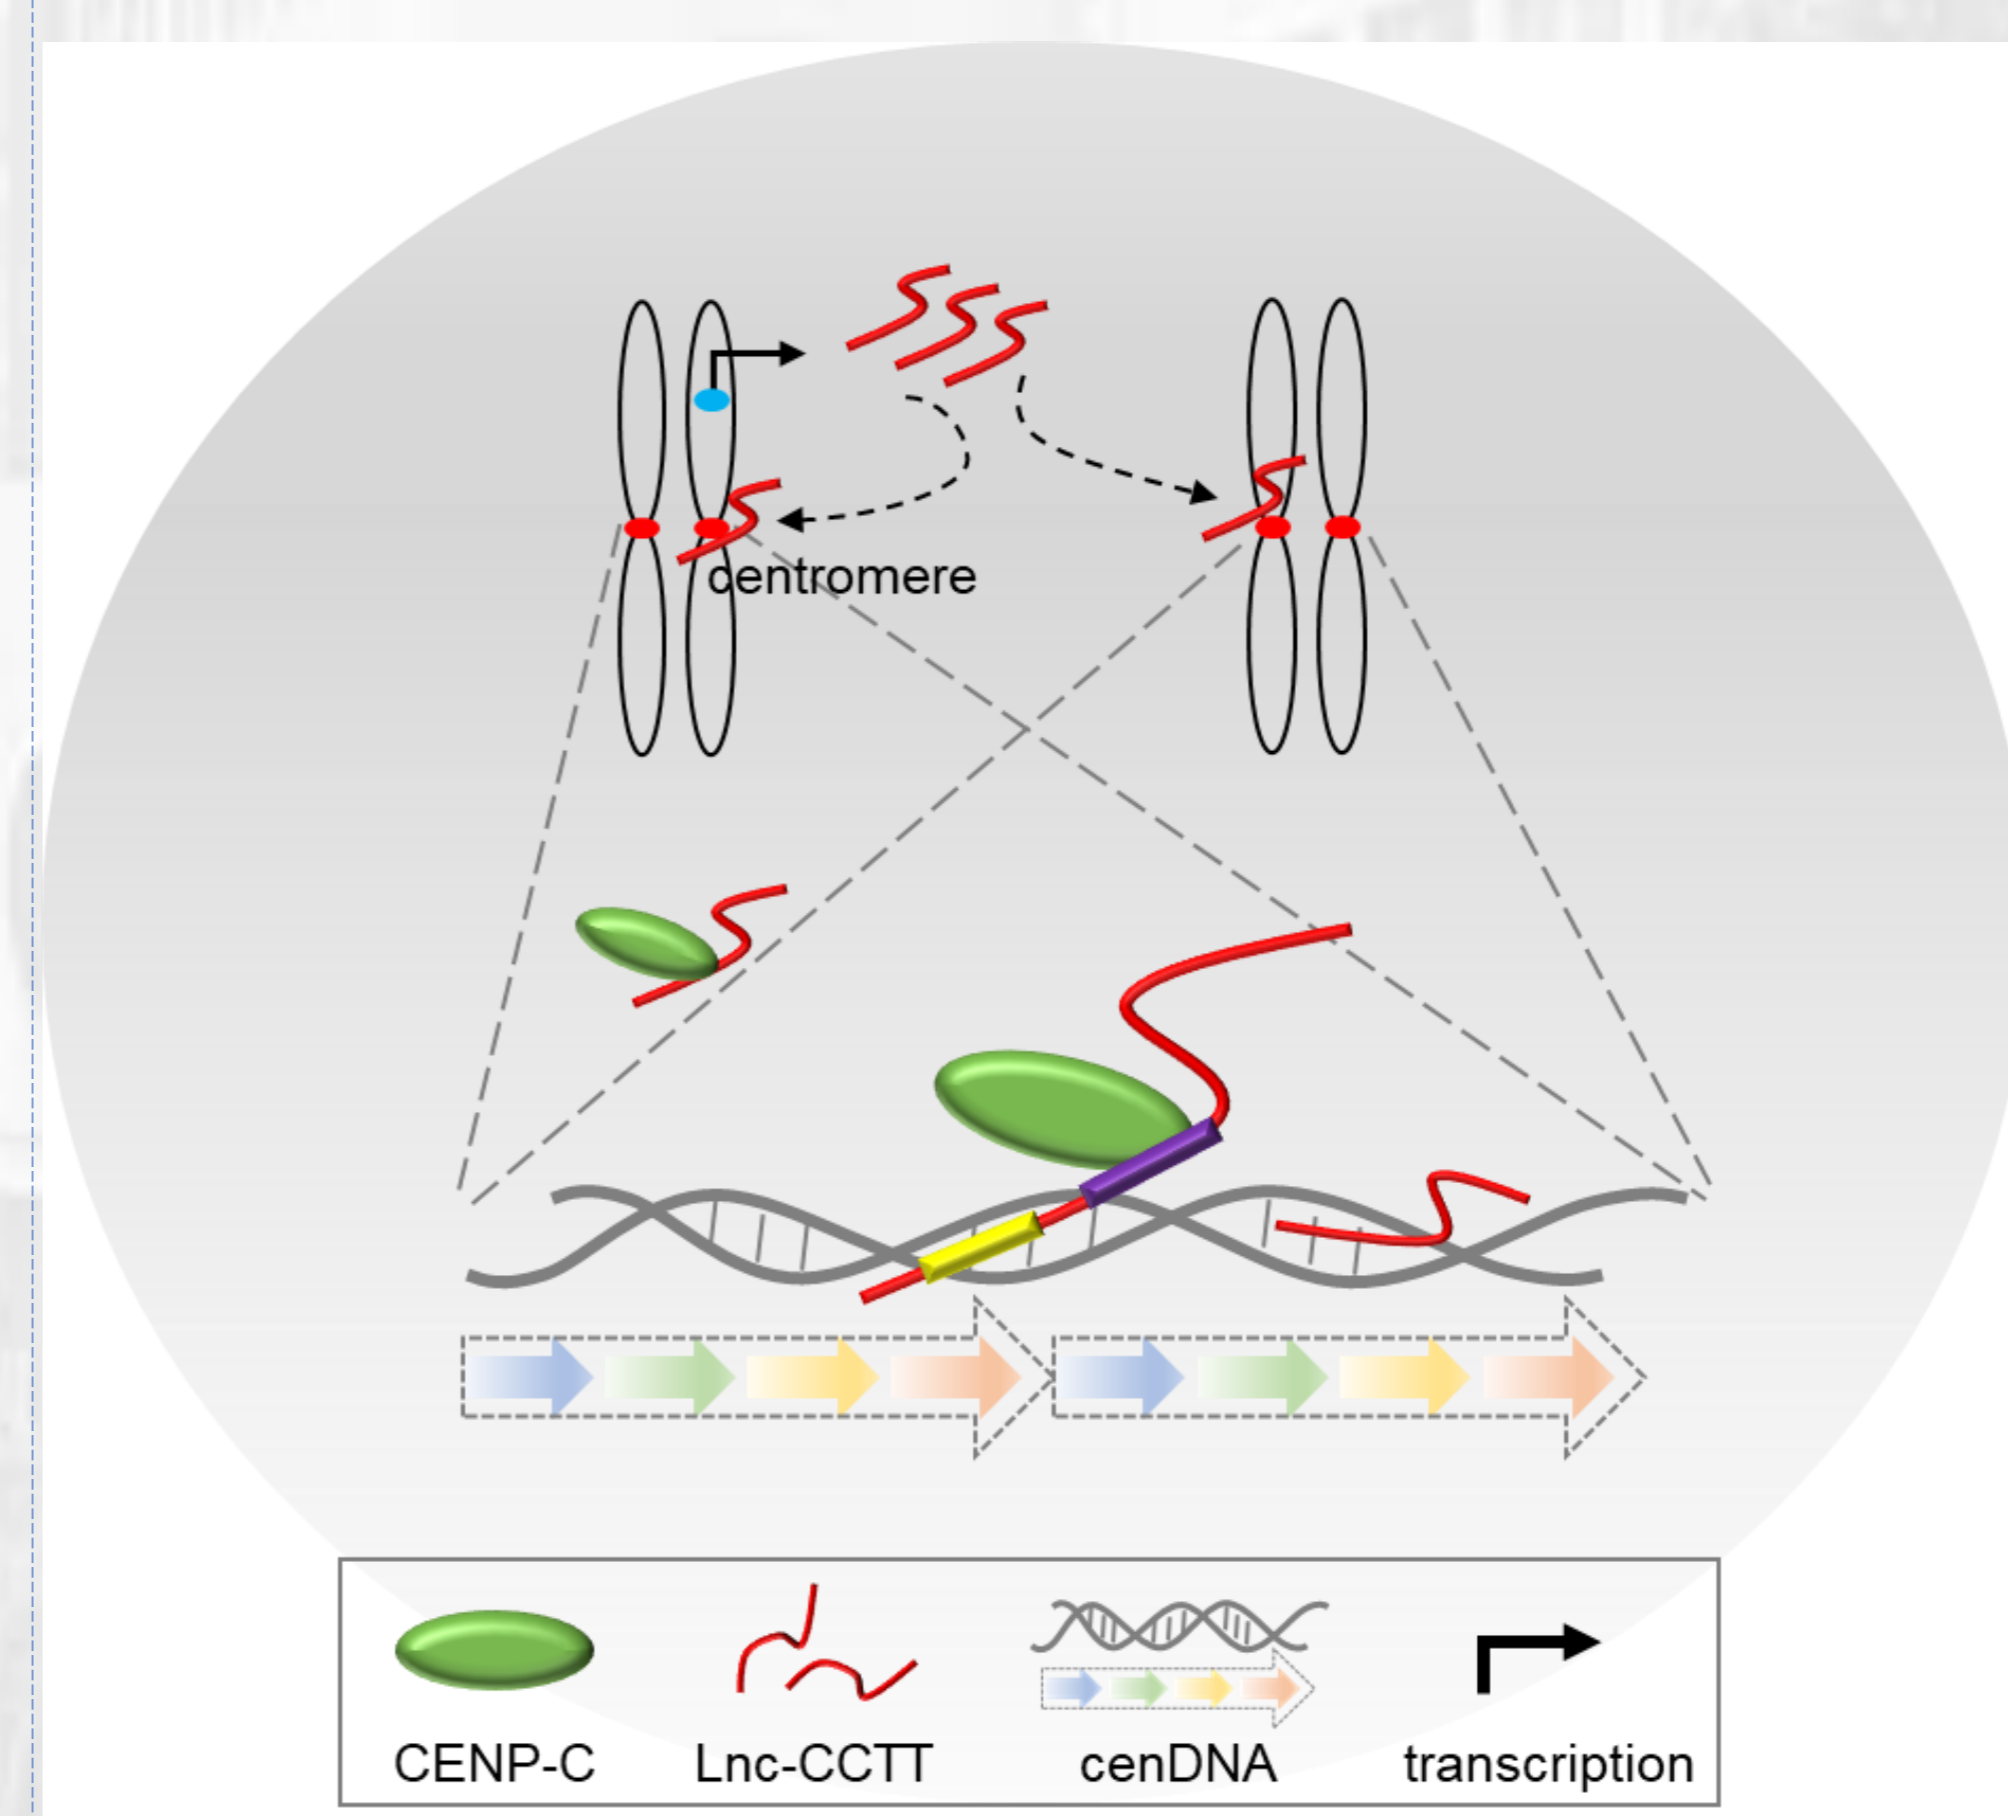 centromere
CENP-C
Lnc-CCTT
cenDNA
transcription